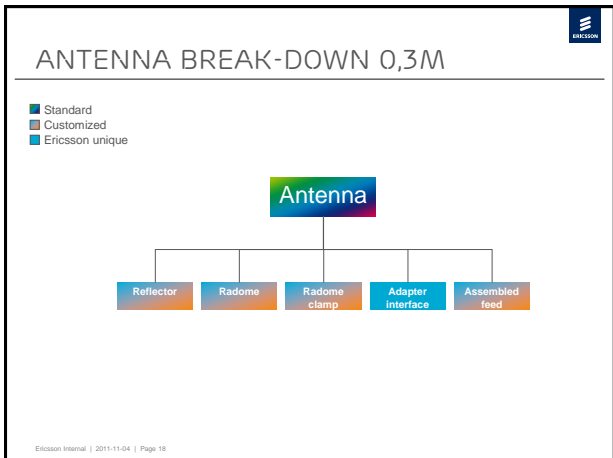 ERICSSON
ANTENNA BREAK-DOWN 0,3M
Standard
Customized
Ericsson unique
Antenna
Reflector
Radome
Radome
clamp
Adapter
interface
Assembled
feed
Ericsson Internal | 2011-11-04 | Page 18